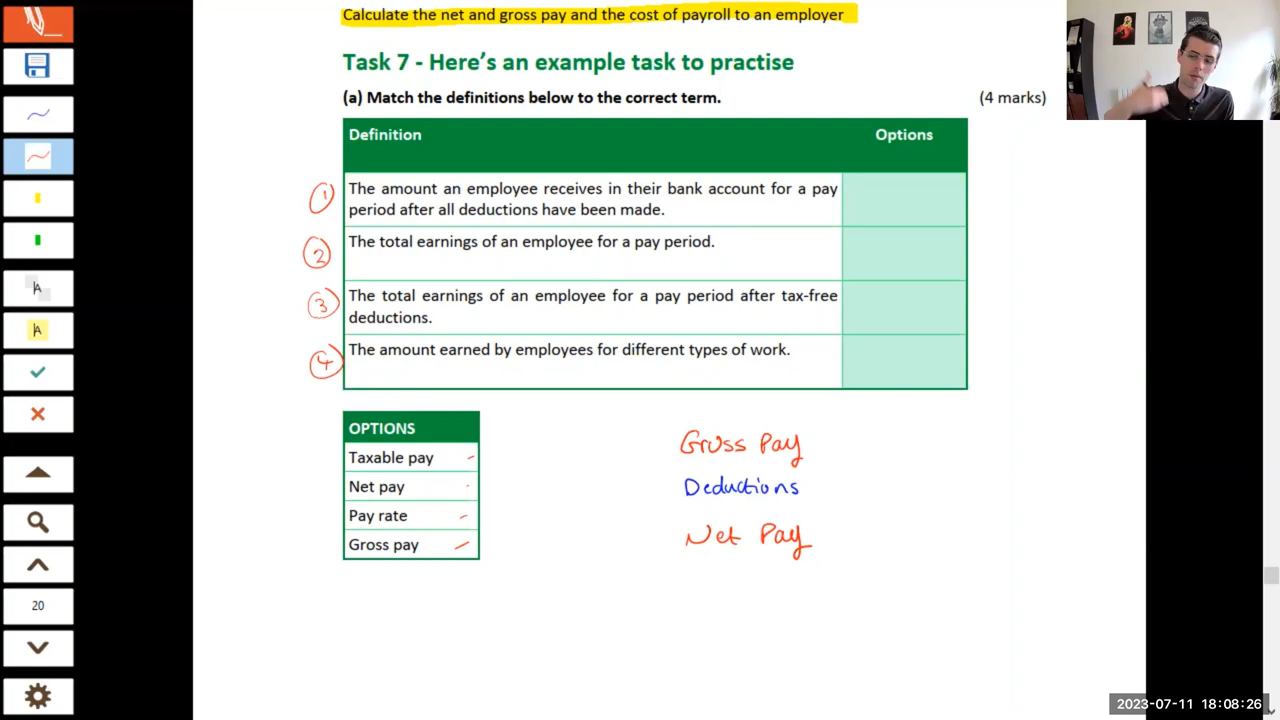 Calculate the net and gross pay and the cost of payroll to an employer
Task 7 - Here's an example task to practise
(a) Match the definitions below to the correct term. (4 marks)
Definition Options
1 The amount an employee receives in their bank account for a pay
period after all deductions have been made.
2 The total earnings of an employee for a pay period.
3 The total earnings of an employee for a pay period after tax-free
deductions.
4 The amount earned by employees for different types of work.
OPTIONS
Taxable pay
Net pay
Pay rate
Gross pay
Gross Pay
Deductions
Net Pay
A
A
20
2023-07-11 18:08:26